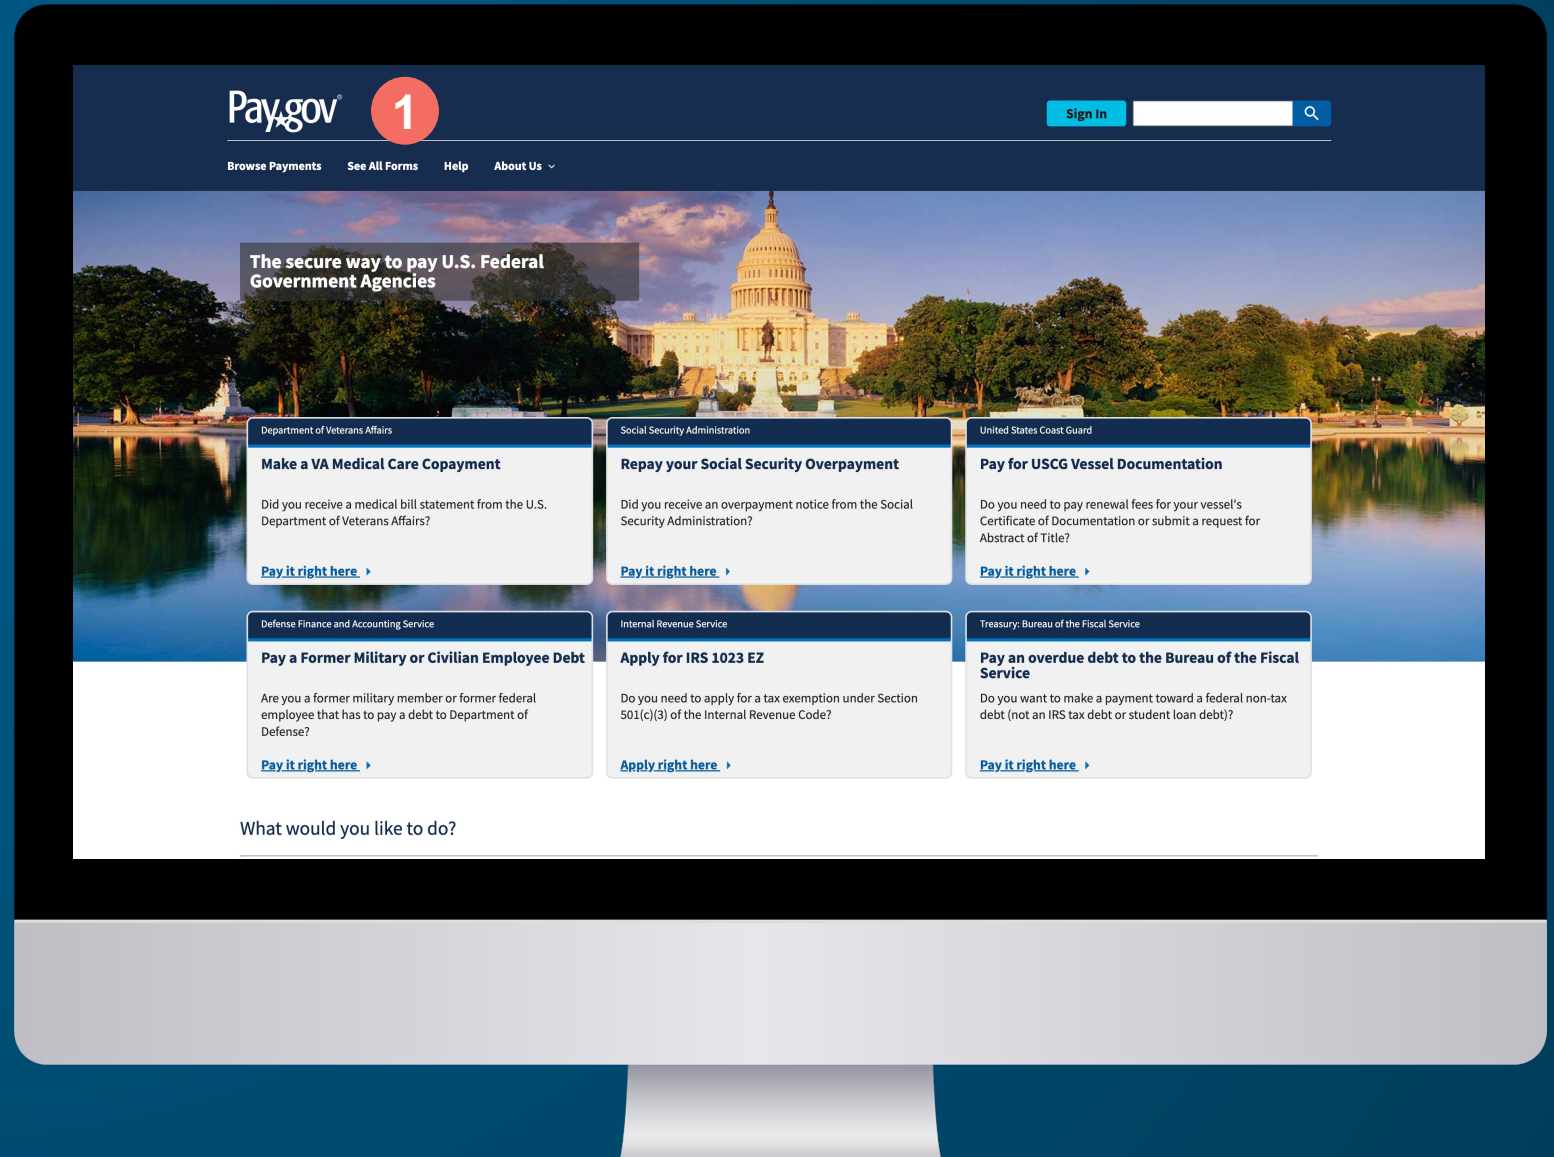 Pay.gov®
1
Sign In
Browse Payments See All Forms Help About Us
The secure way to pay U.S. Federal
Government Agencies
Department of Veterans Affairs
Make a VA Medical Care Copayment
Did you receive a medical bill statement from the U.S.
Department of Veterans Affairs?
Pay it right here
Social Security Administration
Repay your Social Security Overpayment
Did you receive an overpayment notice from the Social
Security Administration?
Pay it right here
United States Coast Guard
Pay for USCG Vessel Documentation
Do you need to pay renewal fees for your vessel's
Certificate of Documentation or submit a request for
Abstract of Title?
Pay it right here
Defense Finance and Accounting Service
Pay a Former Military or Civilian Employee Debt
Are you a former military member or former federal
employee that has to pay a debt to Department of
Defense?
Pay it right here
Internal Revenue Service
Apply for IRS 1023 EZ
Do you need to apply for a tax exemption under Section
501(c)(3) of the Internal Revenue Code?
Apply right here
Treasury: Bureau of the Fiscal Service
Pay an overdue debt to the Bureau of the Fiscal
Service
Do you want to make a payment toward a federal non-tax
debt (not an IRS tax debt or student loan debt)?
Pay it right here
What would you like to do?